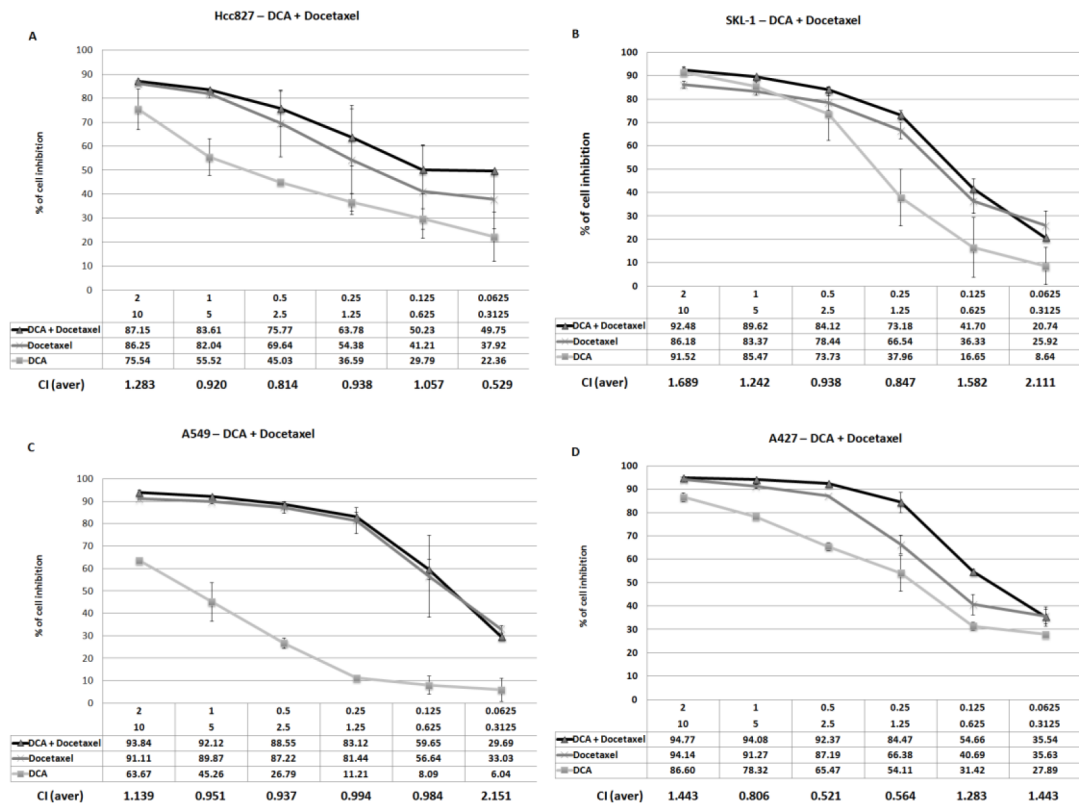 Hcc827 – DCA + Docetaxel
A
% of cell inhibition
100
90
80
70
60
50
40
30
20
10
0
2 1 0.5 0.25 0.125 0.0625
10 5 2.5 1.25 0.625 0.3125
DCA + Docetaxel 87.15 83.61 75.77 63.78 50.23 49.75
Docetaxel 86.25 82.04 69.64 54.38 41.21 37.92
DCA 75.54 55.52 45.03 36.59 29.79 22.36
CI (aver) 1.283 0.920 0.814 0.938 1.057 0.529
SKL-1 – DCA + Docetaxel
B
% of cell inhibition
100
90
80
70
60
50
40
30
20
10
0
2 1 0.5 0.25 0.125 0.0625
10 5 2.5 1.25 0.625 0.3125
DCA + Docetaxel 92.48 89.62 84.12 73.18 41.70 20.74
Docetaxel 86.18 83.37 78.44 66.54 36.33 25.92
DCA 91.52 85.47 73.73 37.96 16.65 8.64
CI (aver) 1.689 1.242 0.938 0.847 1.582 2.111
A549 – DCA + Docetaxel
C
% of cell inhibition
100
90
80
70
60
50
40
30
20
10
0
2 1 0.5 0.25 0.125 0.0625
10 5 2.5 1.25 0.625 0.3125
DCA + Docetaxel 93.84 92.12 88.55 83.12 59.65 29.69
Docetaxel 91.11 89.87 87.22 81.44 56.64 33.03
DCA 63.67 45.26 26.79 11.21 8.09 6.04
CI (aver) 1.139 0.951 0.937 0.994 0.984 2.151
A427 – DCA + Docetaxel
D
% of cell inhibition
100
90
80
70
60
50
40
30
20
10
0
2 1 0.5 0.25 0.125 0.0625
10 5 2.5 1.25 0.625 0.3125
DCA + Docetaxel 94.77 94.08 92.37 84.47 54.66 35.54
Docetaxel 94.14 91.27 87.19 66.38 40.69 35.63
DCA 86.60 78.32 65.47 54.11 31.42 27.89
CI (aver) 1.443 0.806 0.521 0.564 1.283 1.443